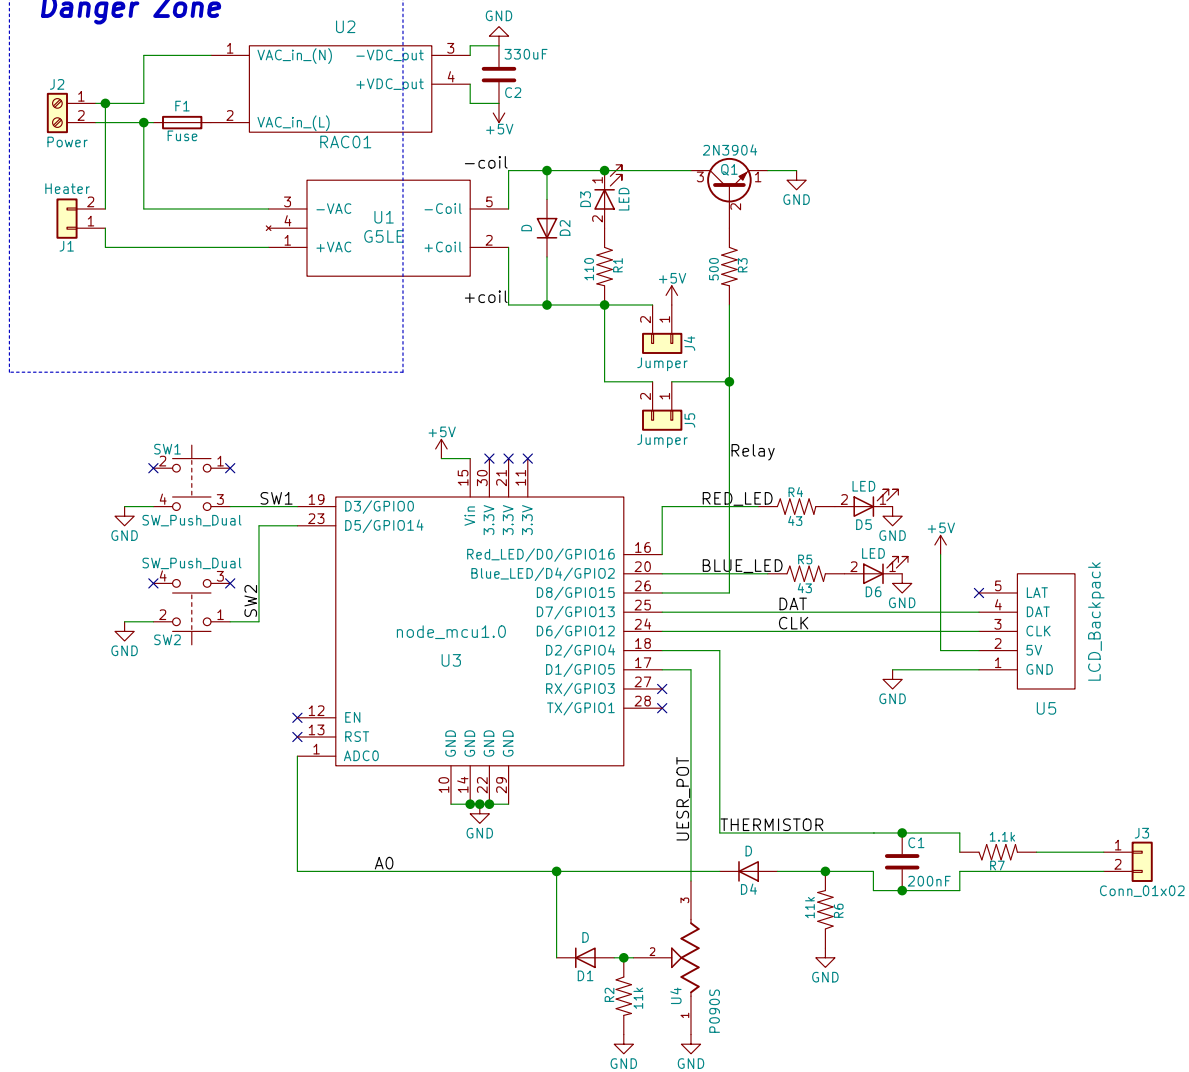 Danger Zone
U2
GND
1 VAC_in_(N) -VDC_out 3
330uF
+VDC_out 4
C2
J2
1
2
Power
F1
Fuse
2 VAC_in_(L)
RAC01
+5V
Heater
2
1
J1
3 -VAC
4
1 +VAC
U1
G5LE
-Coil 5
+Coil 2
-coil
+coil
D
D2
D3
1
2
LED
110
R1
2N3904
Q1
3
1
2
GND
500
R3
+5V
2
1
J4
Jumper
2
1
J5
Jumper
Relay
SW1
2
1
4
3
SW_Push_Dual
GND
SW1
SW_Push_Dual
4
3
2
1
SW2
GND
SW2
+5V
15
30
21
11
Vin
3.3V
3.3V
3.3V
19 D3/GPIO0
23 D5/GPIO14
Red_LED/D0/GPIO16 16
Blue_LED/D4/GPIO2 20
D8/GPIO15 26
D7/GPIO13 25
D6/GPIO12 24
D2/GPIO4 18
D1/GPIO5 17
RX/GPIO3 27
TX/GPIO1 28
node_mcu1.0
U3
12 EN
13 RST
1 ADC0
GND
GND
GND
GND
10
14
22
29
GND
RED_LED
R4
43
LED
2
1
D5
GND
BLUE_LED
R5
43
LED
2
1
D6
GND
DAT
CLK
+5V
5 LAT
4 DAT
3 CLK
2 5V
1 GND
GND
LCD_Backpack
U5
UESR_POT
THERMISTOR
A0
D
D4
C1
200nF
1.1k
R7
J3
1
2
Conn_01x02
11k
R6
GND
D
D1
2
3
1
U4
P090S
R2
11k
GND
GND